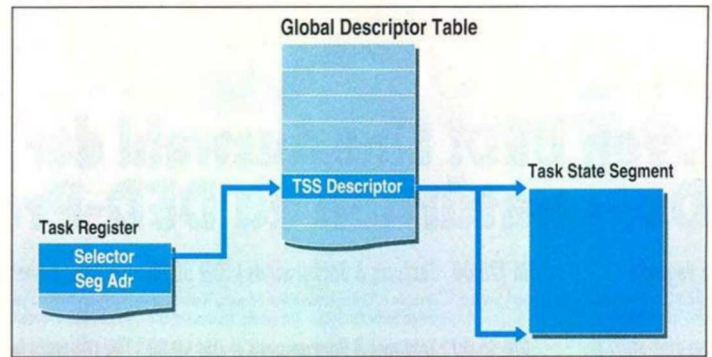 Global Descriptor Table
TSS Descriptor
Task State Segment
Task Register
Selector
Seg Adr